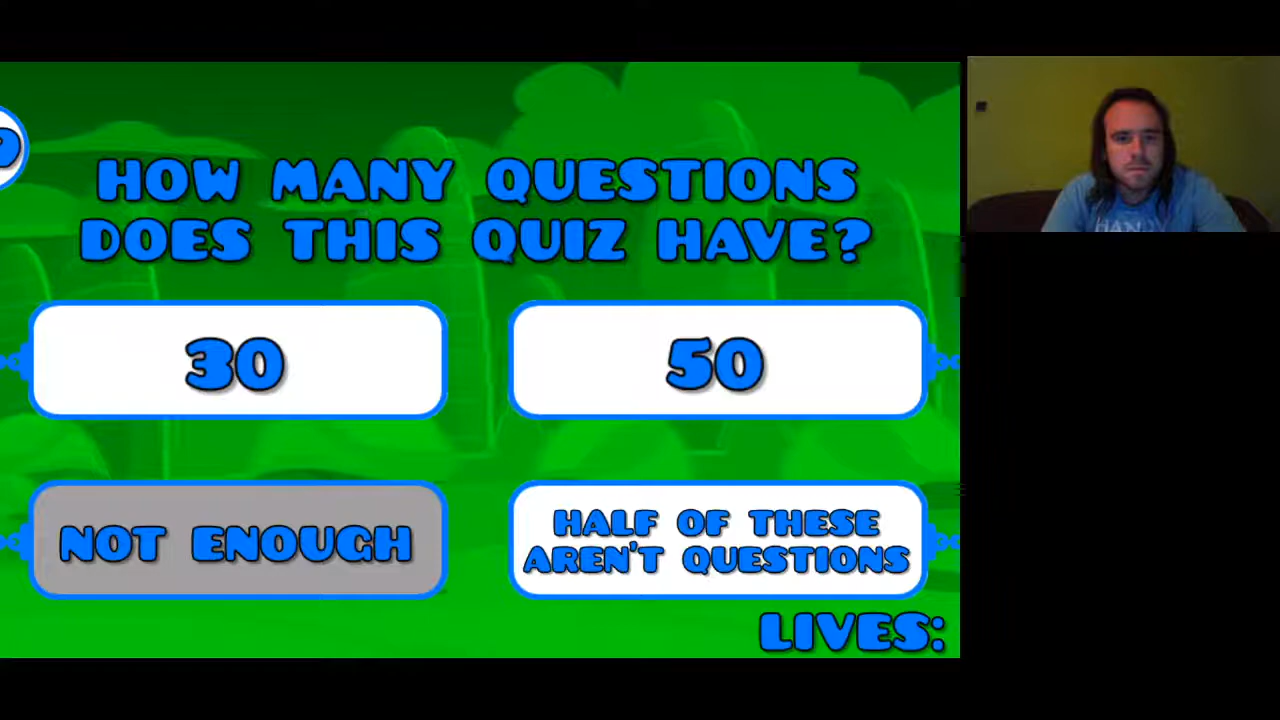 HOW MANY QUESTIONS
DOES THIS QUIZ HAVE?
30
50
NOT ENOUGH
HALF OF THESE
AREN'T QUESTIONS
LIVES: